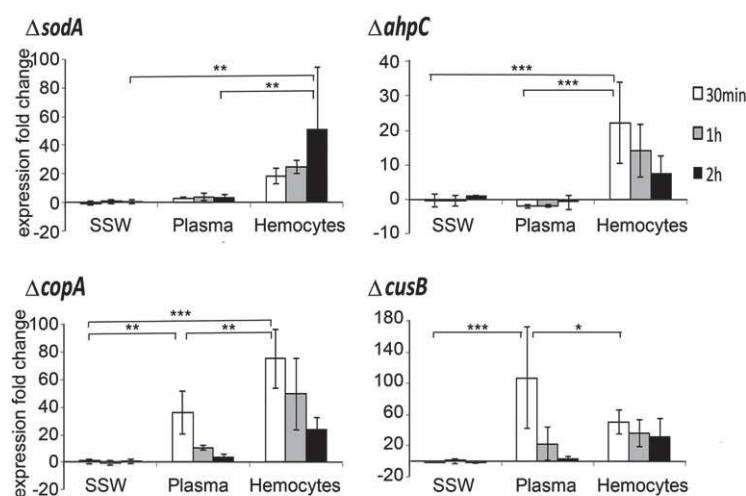 ΔsodA
expression fold change
100
80
60
40
20
0
-20
**
**
SSW Plasma Hemocytes
ΔahpC
40
30
20
10
0
-10
***
***
SSW Plasma Hemocytes
30min
1h
2h
ΔcopA
expression fold change
100
80
60
40
20
0
-20
***
** **
SSW Plasma Hemocytes
ΔcusB
180
140
100
60
20
-20
*** *
SSW Plasma Hemocytes